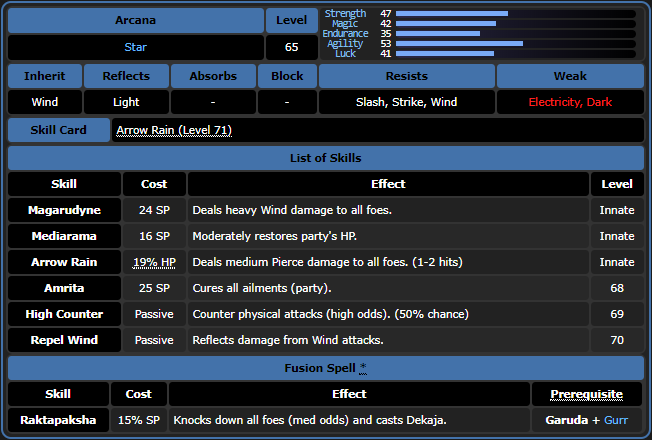 Arcana Level
Star 65
Strength 47
Magic 42
Endurance 35
Agility 53
Luck 41
Inherit Reflects Absorbs Block Resists Weak
Wind Light - - Slash, Strike, Wind Electricity, Dark
Skill Card Arrow Rain (Level 71)
List of Skills
Skill Cost Effect Level
Magarudyne 24 SP Deals heavy Wind damage to all foes. Innate
Mediarama 16 SP Moderately restores party's HP. Innate
Arrow Rain 19% HP Deals medium Pierce damage to all foes. (1-2 hits) Innate
Amrita 25 SP Cures all ailments (party). 68
High Counter Passive Counter physical attacks (high odds). (50% chance) 69
Repel Wind Passive Reflects damage from Wind attacks. 70
Fusion Spell *
Skill Cost Effect Prerequisite
Raktapaksha 15% SP Knocks down all foes (med odds) and casts Dekaja. Garuda + Gurr